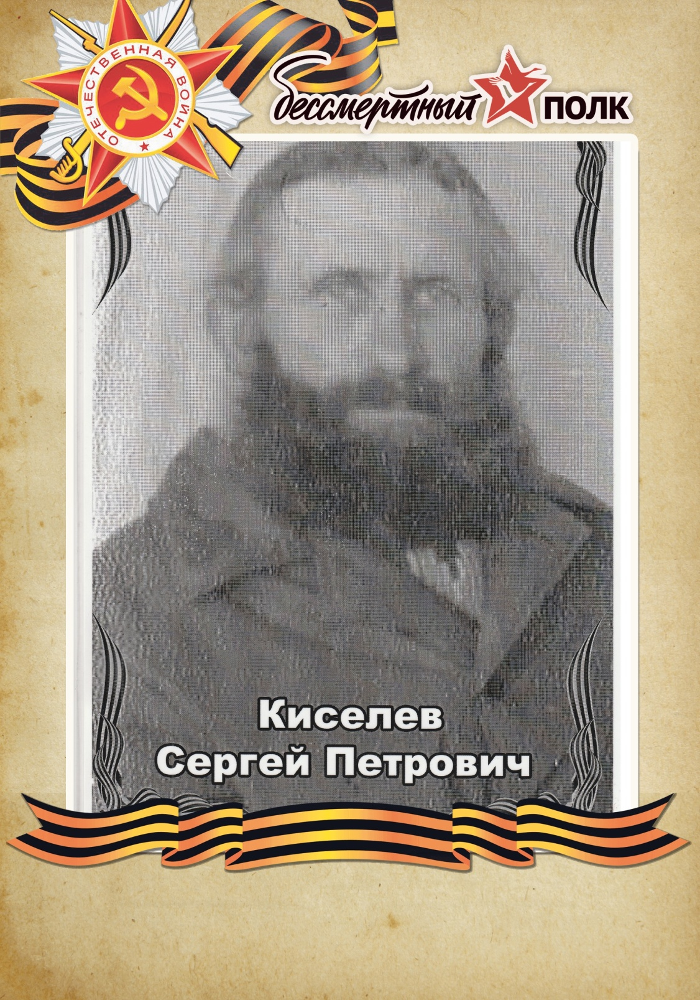 ОТЕЧЕСТВЕННАЯ ВОЙНА
бессмертный ПОЛК
Киселев
Сергей Петрович